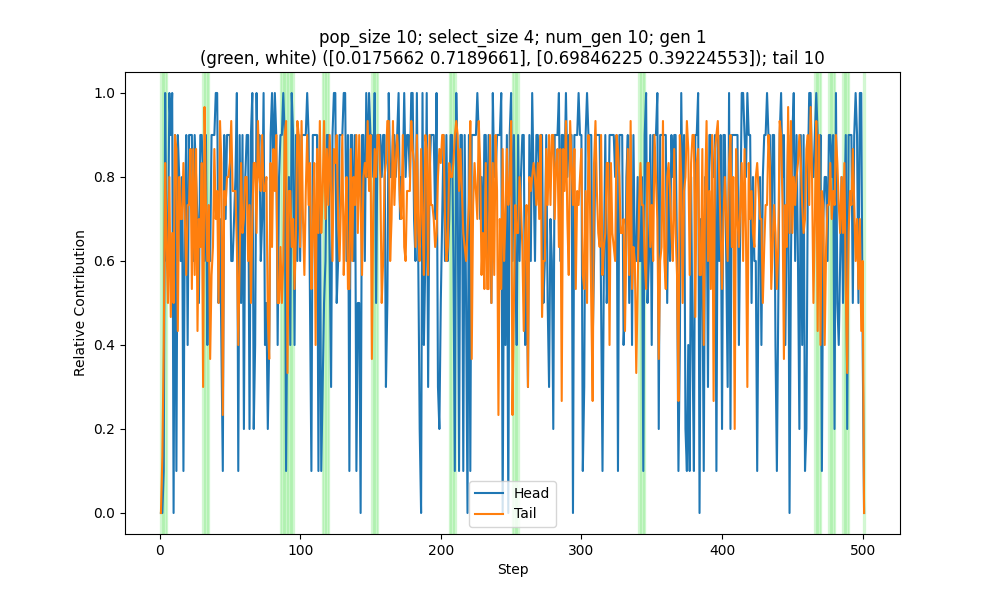 pop_size 10; select_size 4; num_gen 10; gen 1
(green, white) ([0.0175662 0.7189661], [0.69846225 0.39224553]); tail 10
1.0
0.8
0.6
0.4
0.2
0.0
Relative Contribution
Head
Tail
0
100
200
300
400
500
Step